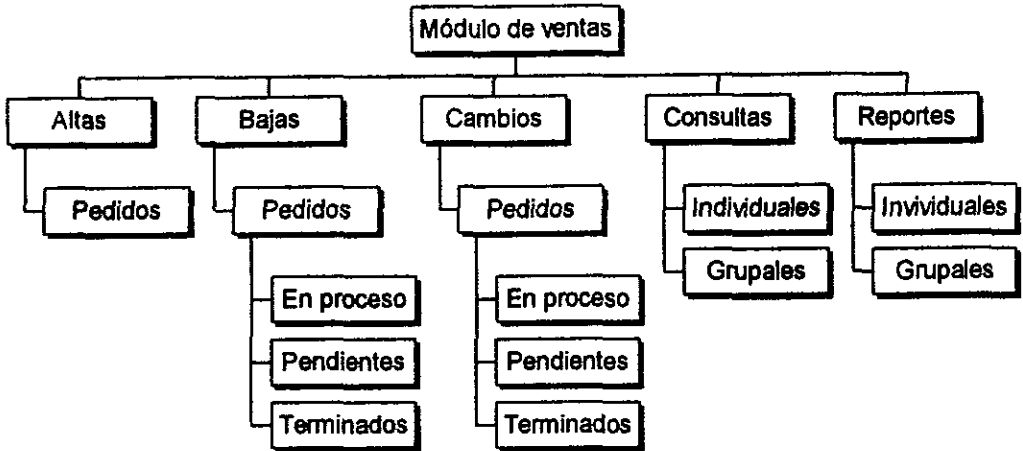 Módulo de ventas
Altas
Bajas
Cambios
Consultas
Reportes
Pedidos
Pedidos
Pedidos
Individuales
Invividuales
Grupales
Grupales
En proceso
En proceso
Pendientes
Pendientes
Terminados
Terminados